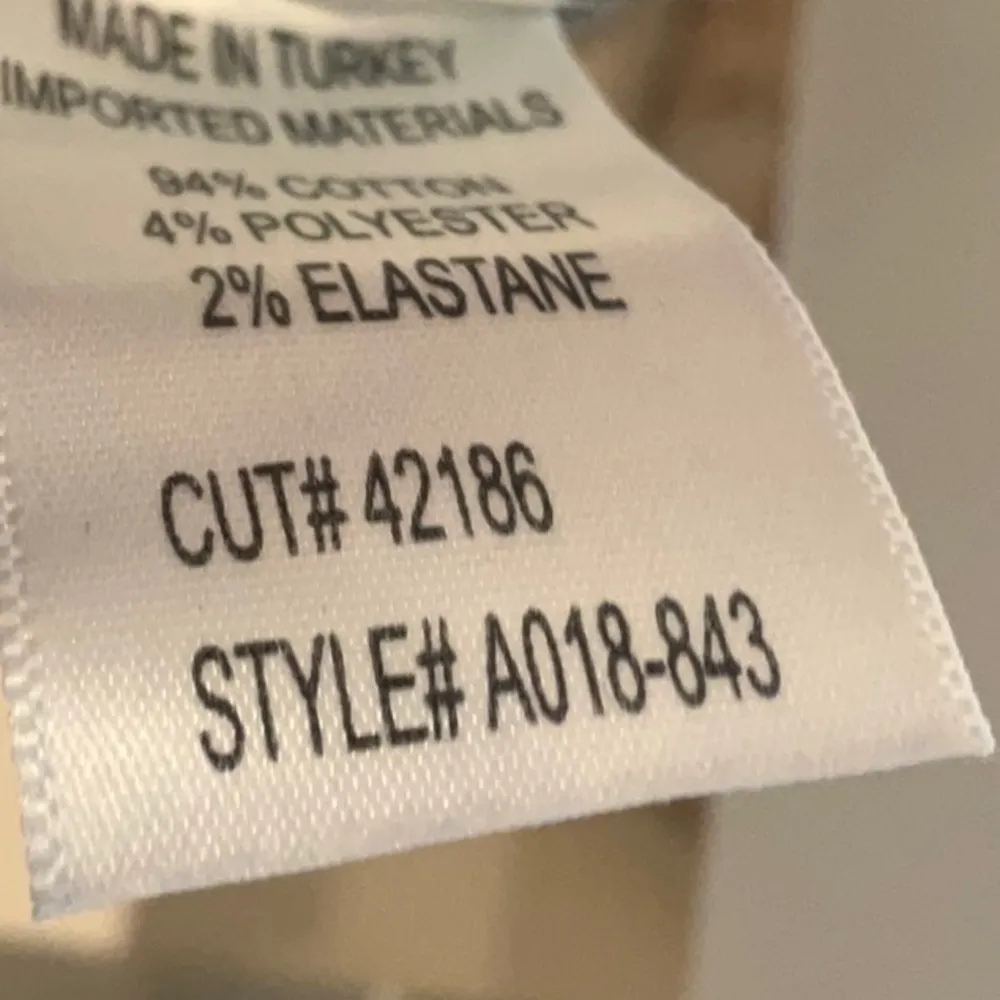 MADE IN TURKEY
IMPORTED MATERIALS
94% COTTON
4% POLYESTER
2% ELASTANE
CUT# 42186
STYLE# A018-843